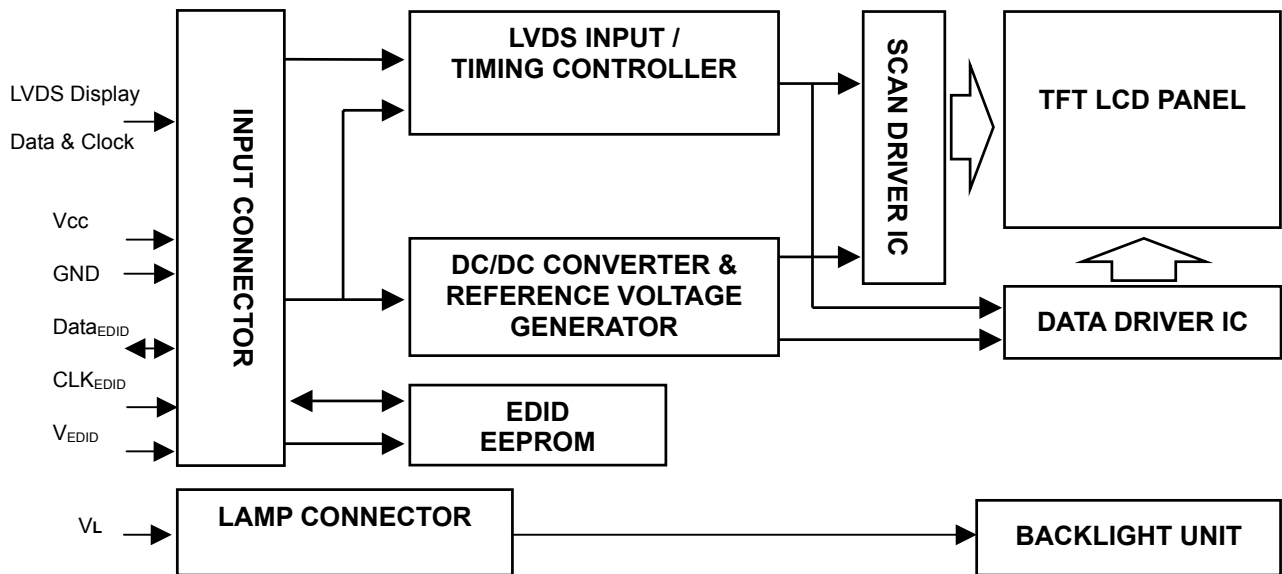 LVDS Display
Data & Clock
Vcc
GND
DataEDID
CLKEDID
VEDID
VL
INPUT CONNECTOR
LVDS INPUT /
TIMING CONTROLLER
DC/DC CONVERTER &
REFERENCE VOLTAGE
GENERATOR
EDID
EEPROM
LAMP CONNECTOR
SCAN DRIVER IC
TFT LCD PANEL
DATA DRIVER IC
BACKLIGHT UNIT